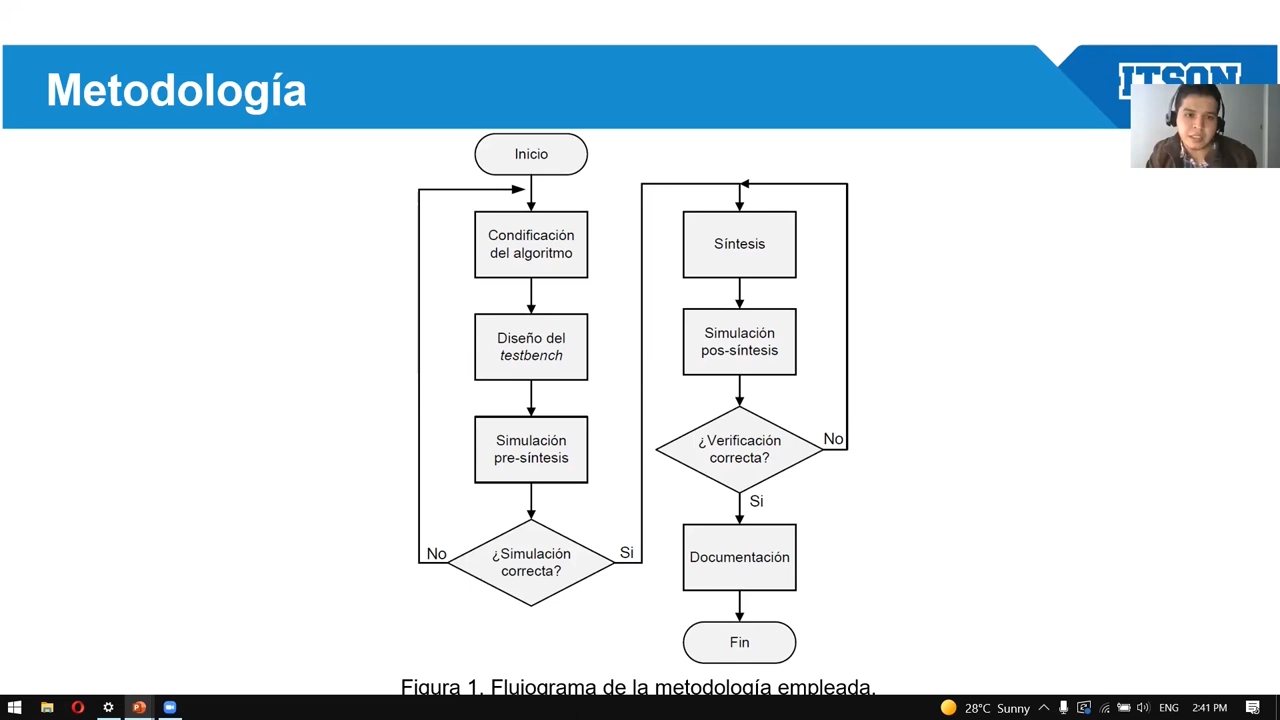 Metodología
ITSON
Inicio
Condificación
del algoritmo
Diseño del
testbench
Simulación
pre-síntesis
¿Simulación
correcta?
No
Si
Síntesis
Simulación
pos-síntesis
¿Verificación
correcta?
No
Si
Documentación
Fin
Figura 1. Flujograma de la metodología empleada.
28°C Sunny
ENG
2:41 PM